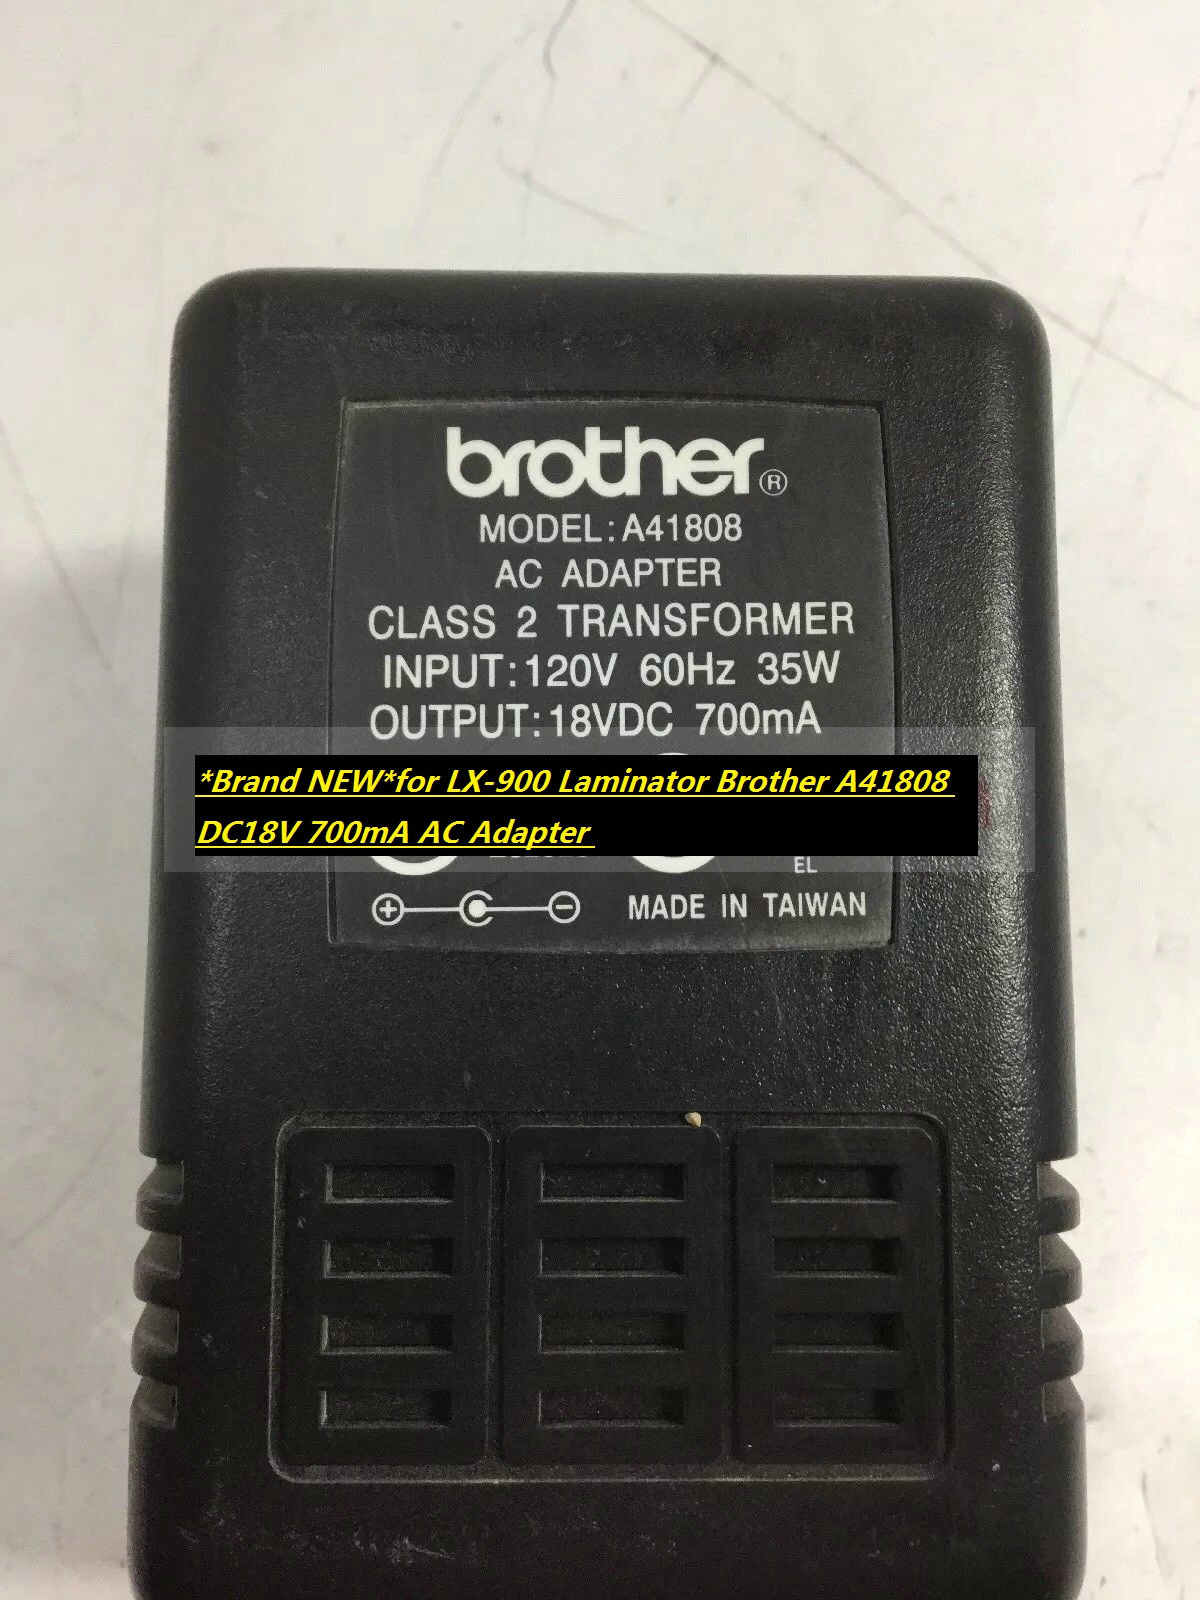 brother®
MODEL: A41808
AC ADAPTER
CLASS 2 TRANSFORMER
INPUT: 120V 60Hz 35W
OUTPUT: 18VDC 700mA
*Brand NEW*for LX-900 Laminator Brother A41808
DC18V 700mA AC Adapter
EL
MADE IN TAIWAN